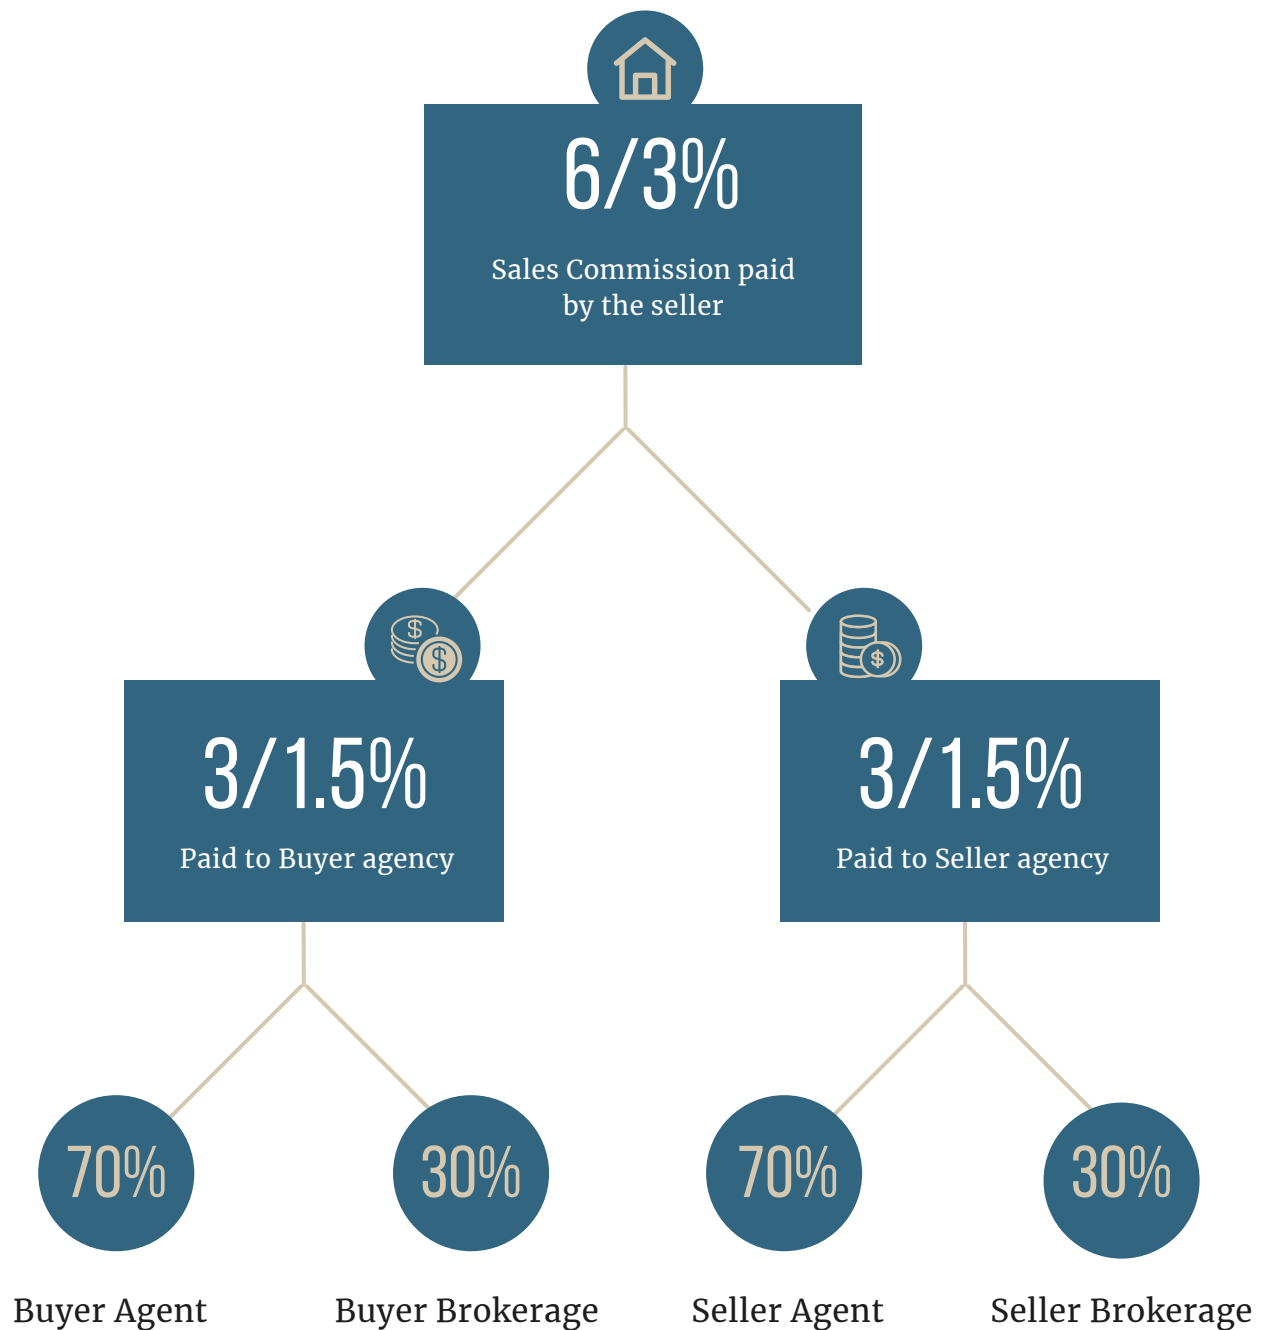 6/3%
Sales Commission paid
by the seller
$
$
$
3/1.5%
Paid to Buyer agency
3/1.5%
Paid to Seller agency
70%
30%
70%
30%
Buyer Agent
Buyer Brokerage
Seller Agent
Seller Brokerage